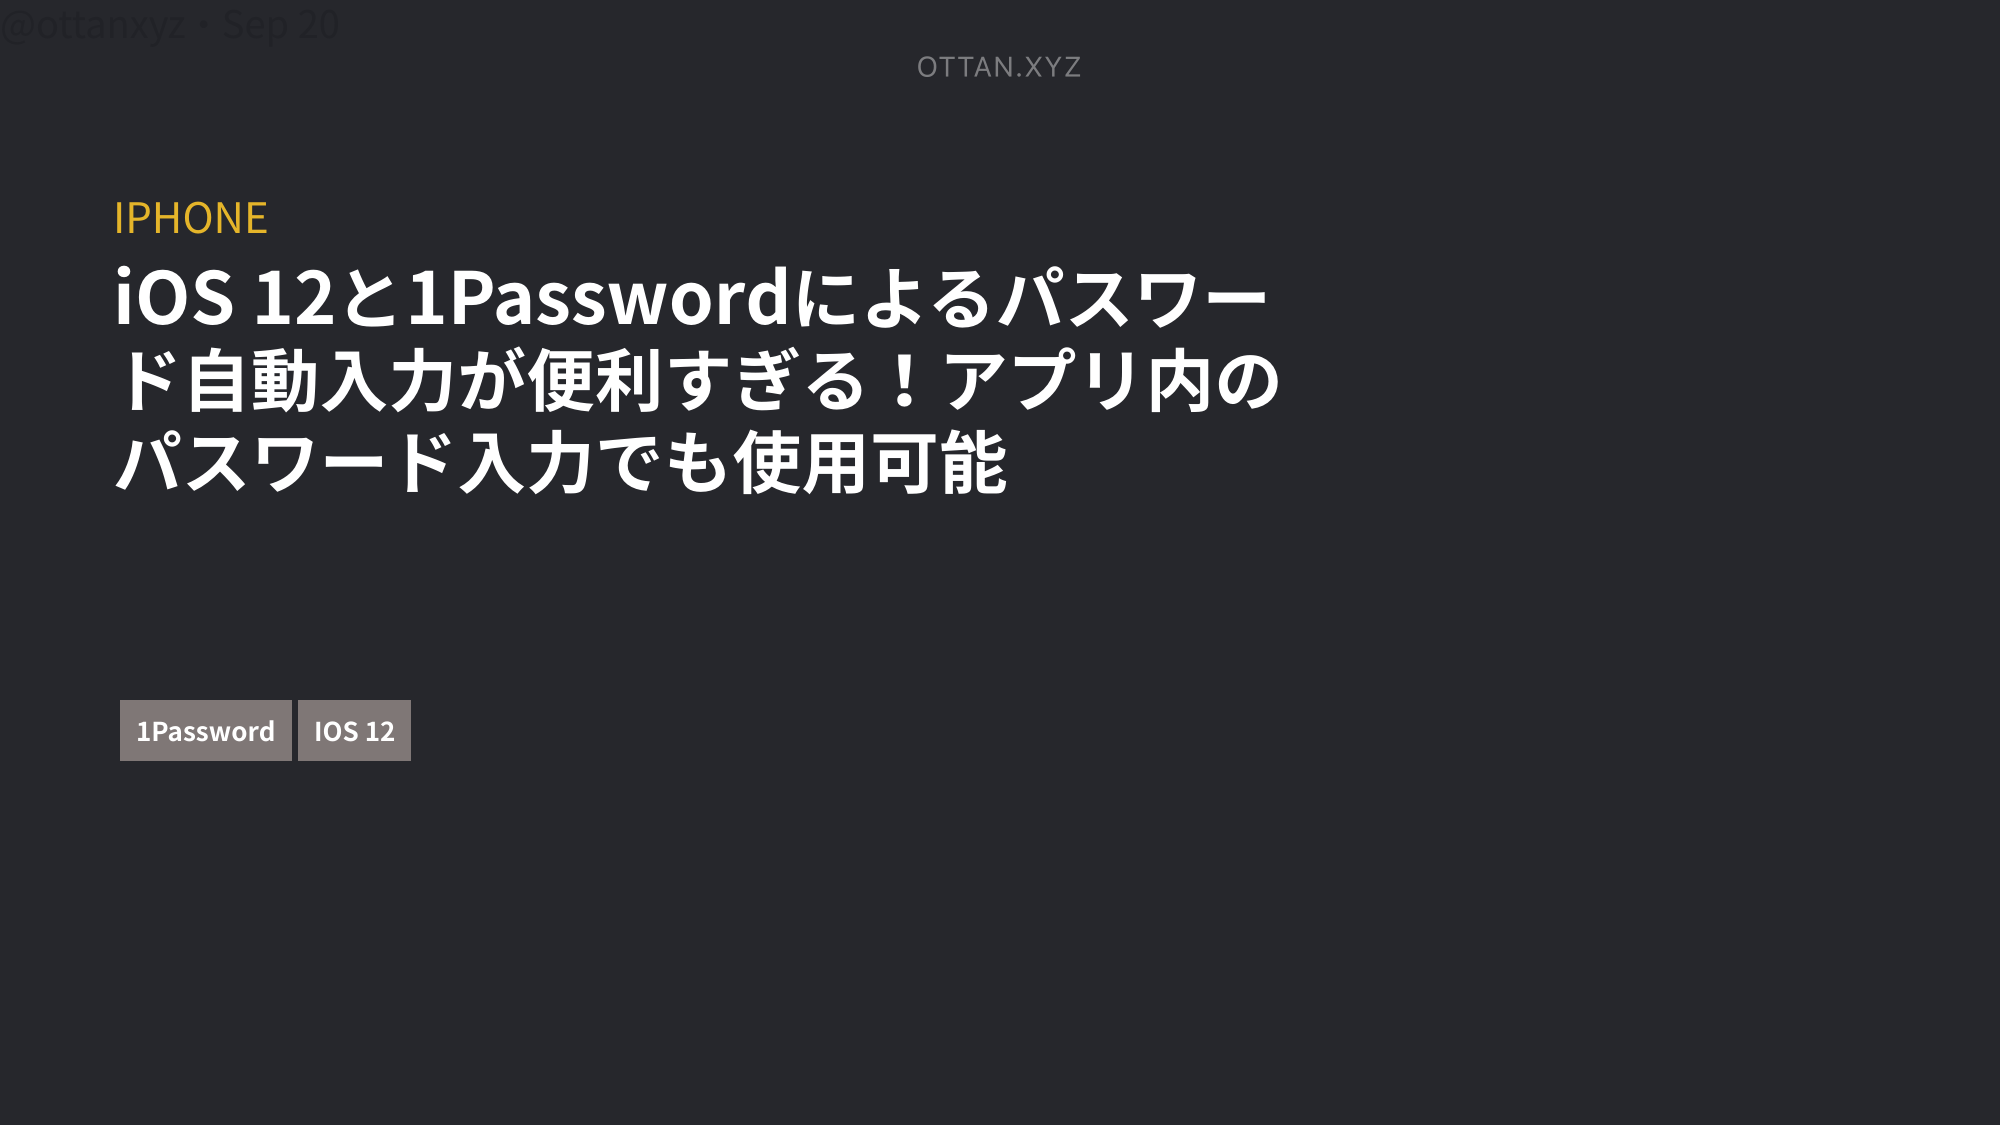 @ottanxyz・Sep 20
OTTAN.XYZ
IPHONE
iOS 12と1Passwordによるパスワー
ド自動入力が便利すぎる！アプリ内の
パスワード入力でも使用可能
1Password
IOS 12